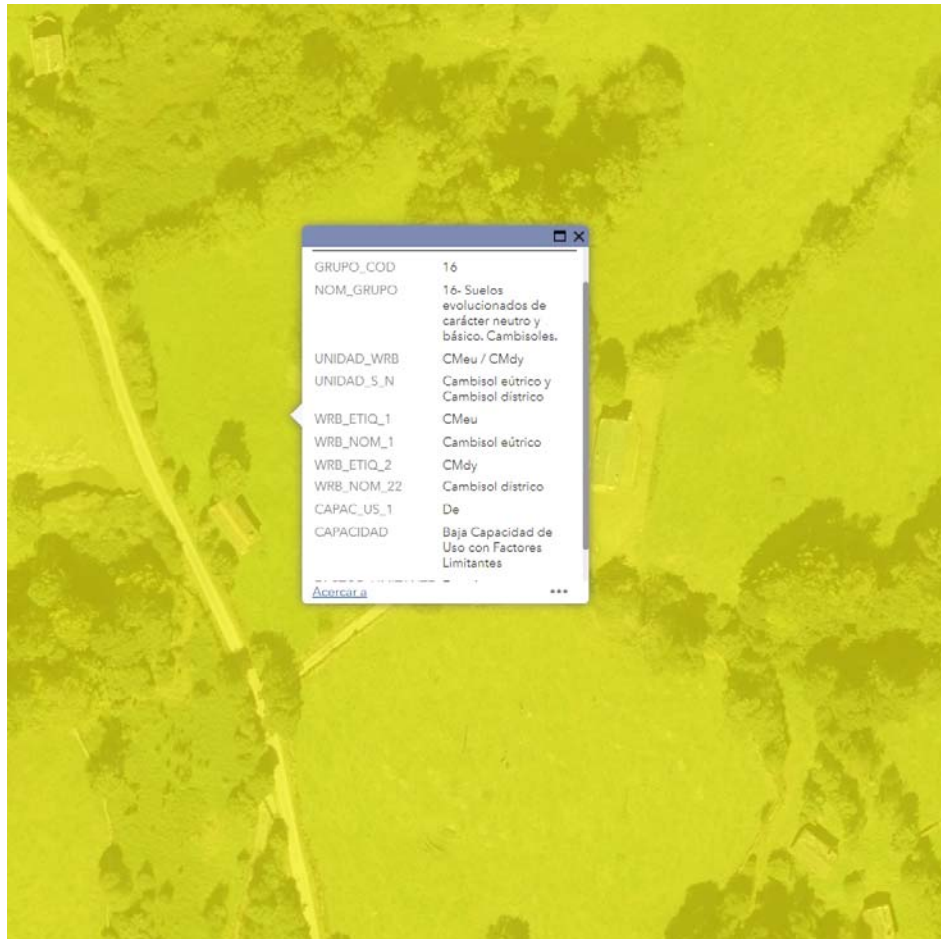 GRUPO_COD 16
NOM_GRUPO 16- Suelos
evolucionados de
carácter neutro y
básico. Cambisoles.
UNIDAD_WRB CMeu / CMdy
UNIDAD_S_N Cambisol eútrico y
Cambisol dístrico
WRB_ETIQ_1 CMeu
WRB_NOM_1 Cambisol eútrico
WRB_ETIQ_2 CMdy
WRB_NOM_22 Cambisol dístrico
CAPAC_US_1 De
CAPACIDAD Baja Capacidad de
Uso con Factores
Limitantes
Acercar a